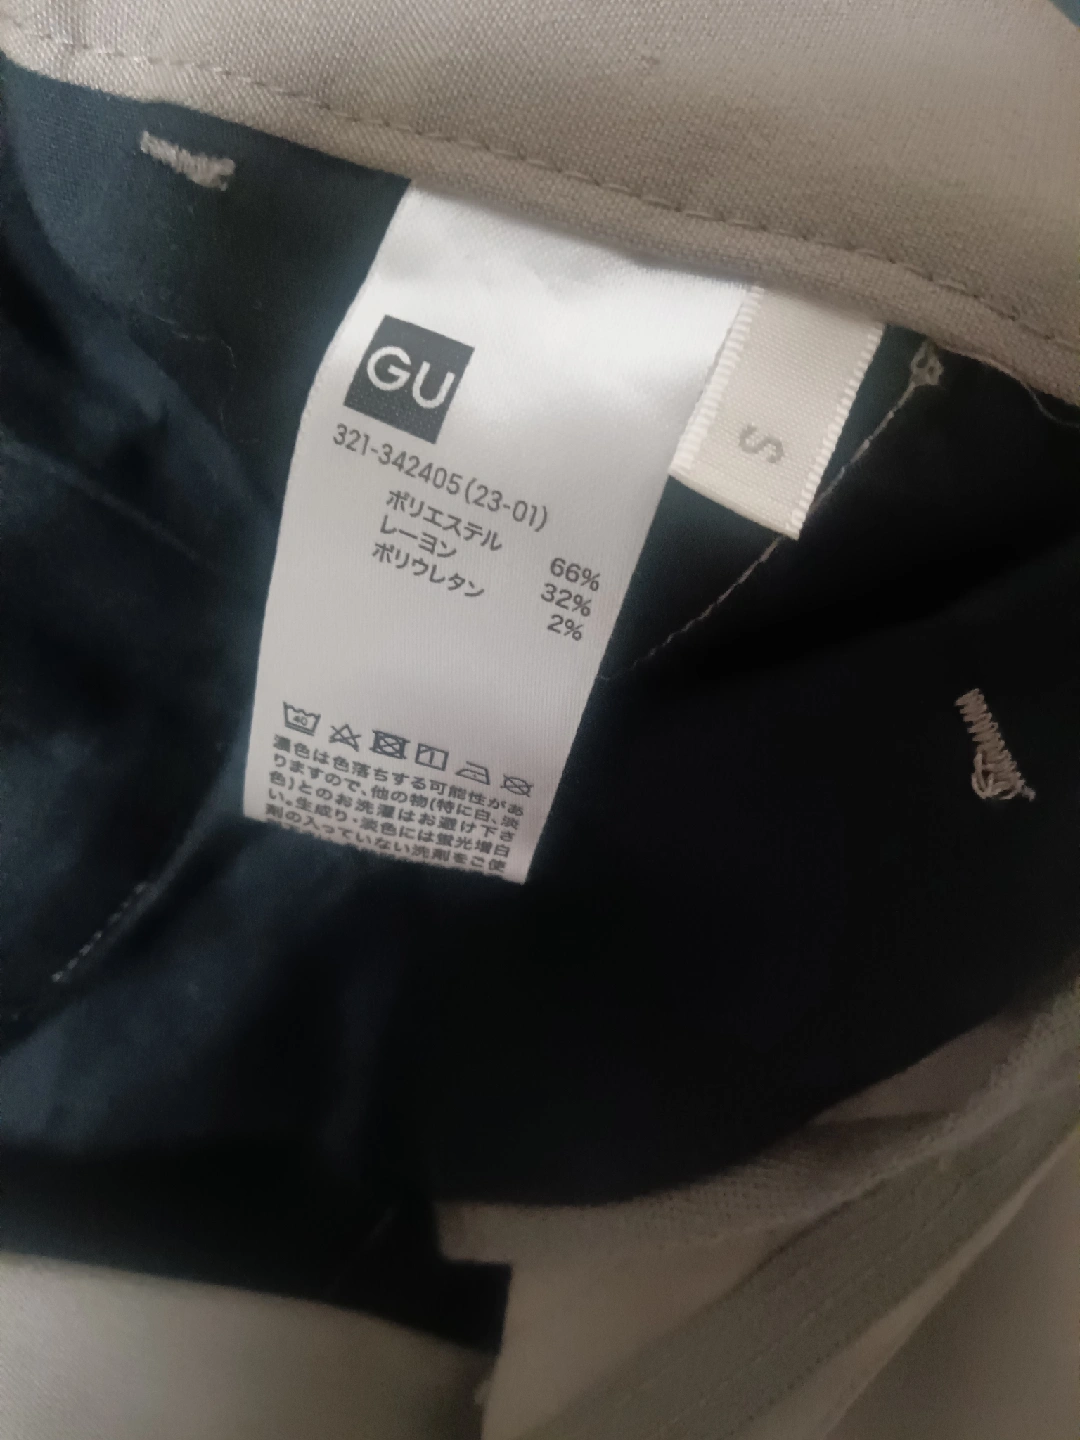 GU
321-342405(23-01)
ポリエステル 66%
レーヨン 32%
ポリウレタン 2%
40
濃色は色落ちする可能性があ
りますので、他の物(特に白、淡
色)とのお洗濯はお避け下さ
い。生成り・淡色には蛍光増白
剤の入っていない洗剤をご使
S